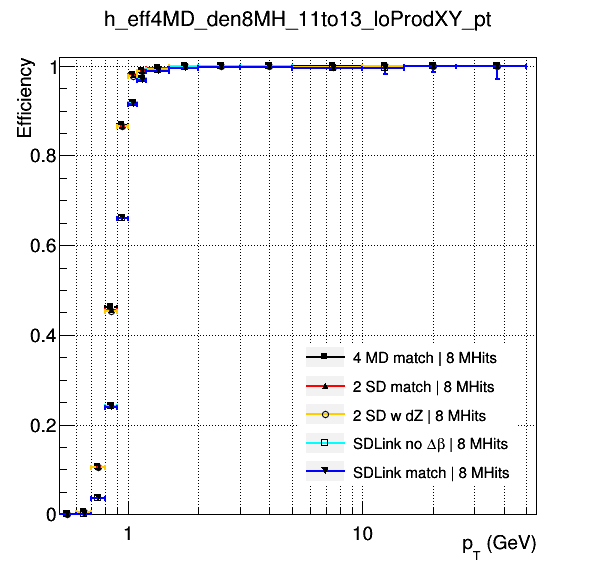 h_eff4MD_den8MH_11to13_loProdXY_pt
Efficiency
1
0.8
0.6
0.4
0.2
0
4 MD match | 8 MHits
2 SD match | 8 MHits
2 SD w dZ | 8 MHits
SDLink no Δβ | 8 MHits
SDLink match | 8 MHits
1
10
p_T (GeV)